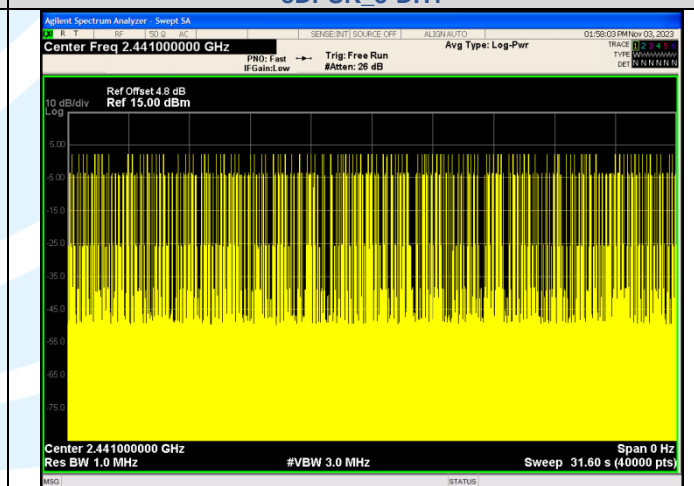 Agilent Spectrum Analyzer - Swept SA
R T RF 50 Ω AC SENSE:INT SOURCE OFF ALIGN AUTO 01:58:03 PM Nov 03, 2023
Center Freq 2.441000000 GHz Avg Type: Log-Pwr TRACE 1 2 3 4 5 6
PNO: Fast Trig: Free Run TYPE
IFGain:Low #Atten: 26 dB DET N N N N N N
Ref Offset 4.8 dB
10 dB/div Ref 15.00 dBm
Log
5.00
-5.00
-15.0
-25.0
-35.0
-45.0
-55.0
-65.0
-75.0
Center 2.441000000 GHz Span 0 Hz
Res BW 1.0 MHz #VBW 3.0 MHz Sweep 31.60 s (40000 pts)
MSG STATUS